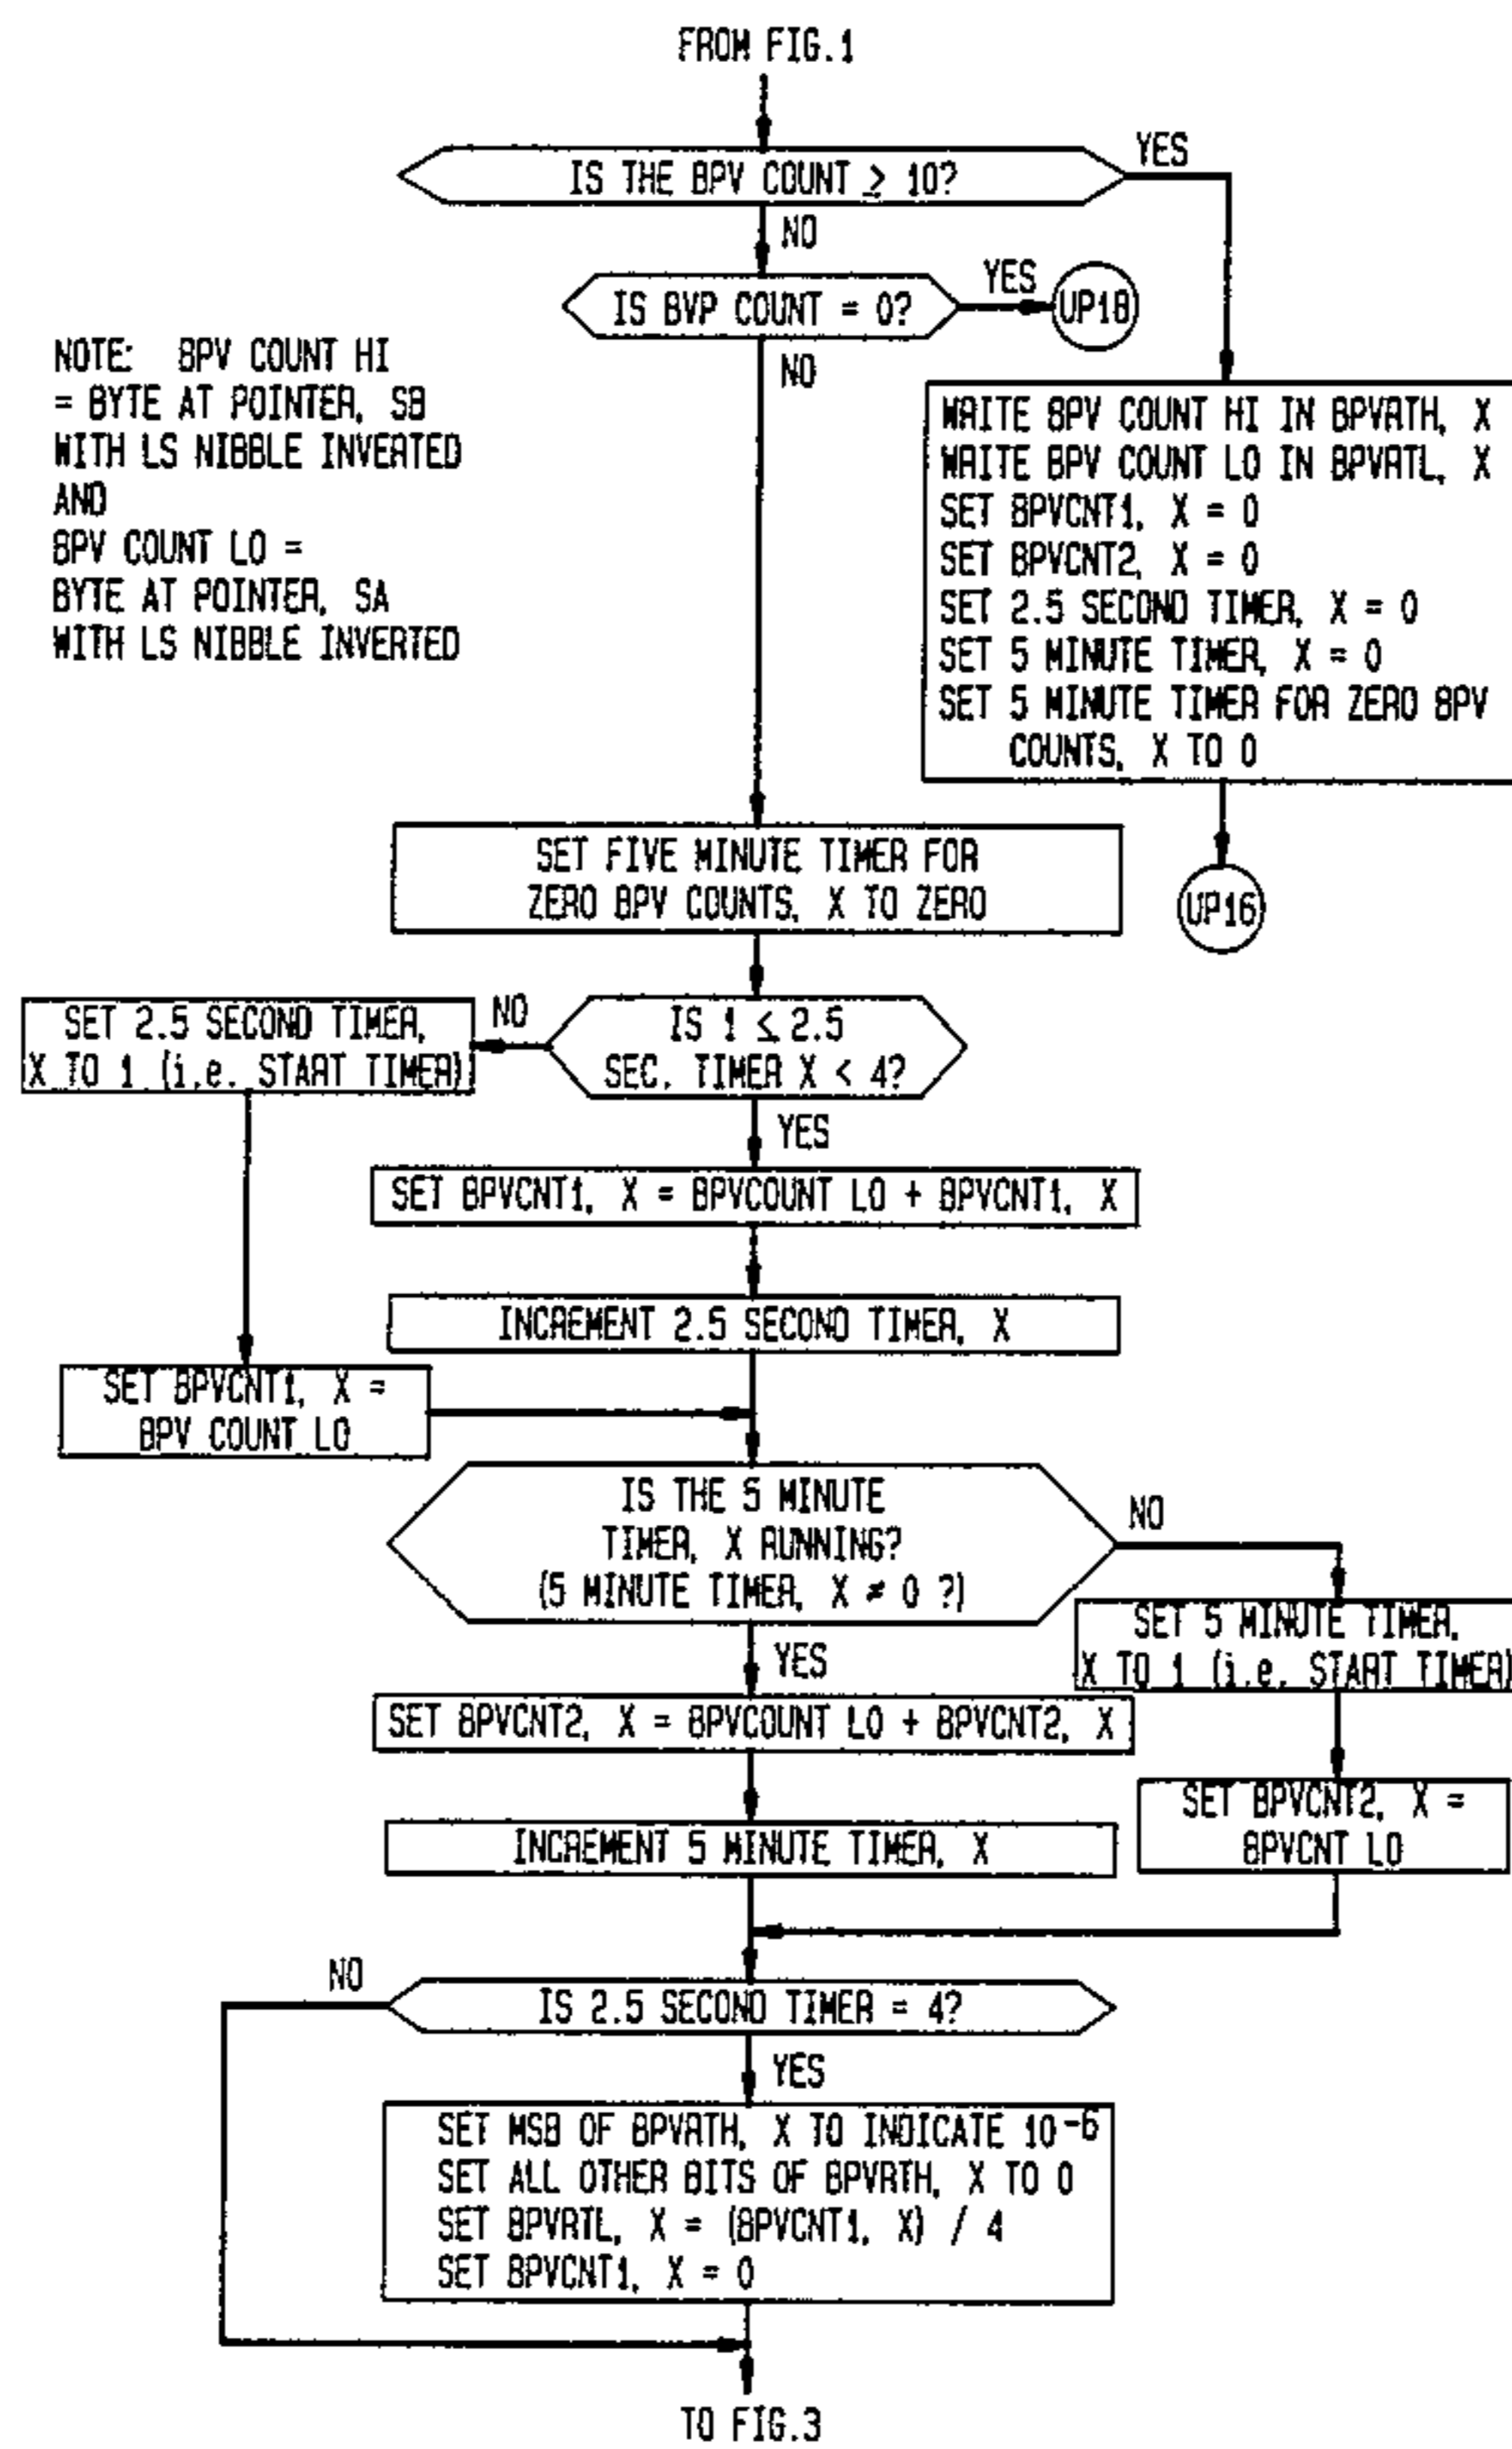 FROM FIG.1
IS THE BPV COUNT ≥ 10?
YES
NO
IS BVP COUNT = 0?
YES
UP18
NO
NOTE: BPV COUNT HI
= BYTE AT POINTER, SB
WITH LS NIBBLE INVERTED
AND
BPV COUNT LO =
BYTE AT POINTER, SA
WITH LS NIBBLE INVERTED
WRITE BPV COUNT HI IN BPVRTH, X
WRITE BPV COUNT LO IN BPVRTL, X
SET BPVCNT1, X = 0
SET BPVCNT2, X = 0
SET 2.5 SECOND TIMER, X = 0
SET 5 MINUTE TIMER, X = 0
SET 5 MINUTE TIMER FOR ZERO BPV
COUNTS, X TO 0
UP16
SET FIVE MINUTE TIMER FOR
ZERO BPV COUNTS, X TO ZERO
IS 1 ≤ 2.5
SEC. TIMER X < 4?
NO
SET 2.5 SECOND TIMER,
X TO 1 (i.e. START TIMER)
YES
SET BPVCNT1, X = BPVCOUNT LO + BPVCNT1, X
INCREMENT 2.5 SECOND TIMER, X
SET BPVCNT1, X =
BPV COUNT LO
IS THE 5 MINUTE
TIMER, X RUNNING?
(5 MINUTE TIMER, X ≠ 0 ?)
NO
SET 5 MINUTE TIMER,
X TO 1 (i.e. START TIMER)
YES
SET BPVCNT2, X = BPVCOUNT LO + BPVCNT2, X
SET BPVCNT2, X =
BPVCNT LO
INCREMENT 5 MINUTE TIMER, X
NO
IS 2.5 SECOND TIMER = 4?
YES
SET MSB OF BPVRTH, X TO INDICATE 10⁻⁶
SET ALL OTHER BITS OF BPVRTH, X TO 0
SET BPVRTL, X = (BPVCNT1, X) / 4
SET BPVCNT1, X = 0
TO FIG.3